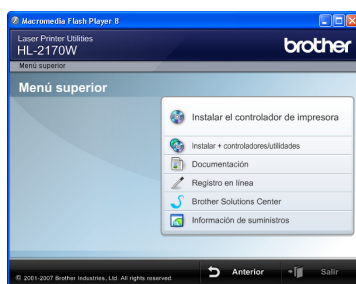 Macromedia Flash Player 8
Laser Printer Utilities
HL-2170W
brother
Menú superior
Menú superior
Instalar el controlador de impresora
Instalar + controladores/utilidades
Documentación
Registro en línea
Brother Solutions Center
Información de suministros
© 2001-2007 Brother Industries, Ltd. All rights reserved.
Anterior
Salir